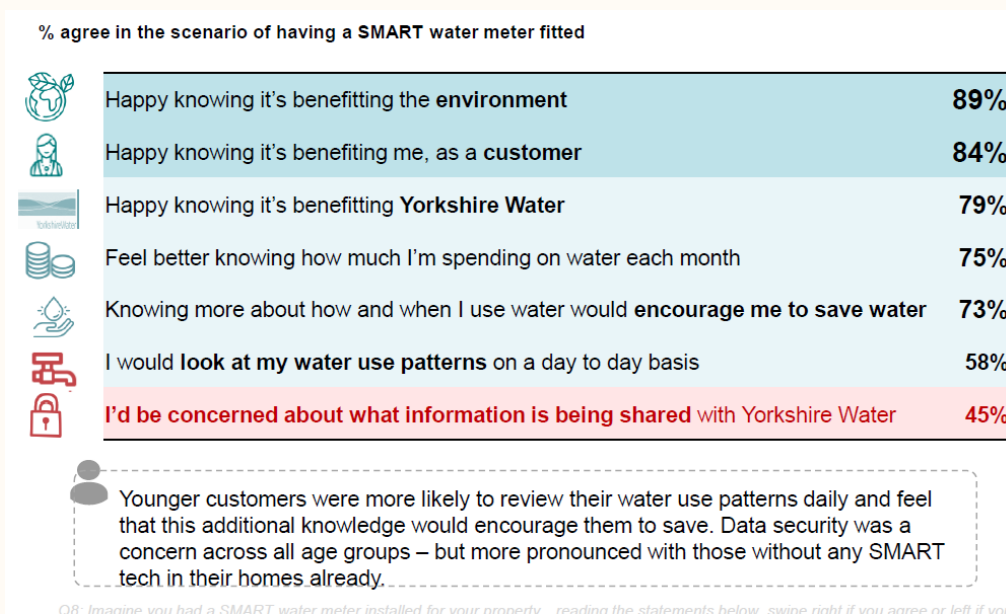 % agree in the scenario of having a SMART water meter fitted
Happy knowing it's benefitting the environment 89%
Happy knowing it's benefiting me, as a customer 84%
YorkshireWater
Happy knowing it's benefitting Yorkshire Water 79%
Feel better knowing how much I'm spending on water each month 75%
Knowing more about how and when I use water would encourage me to save water 73%
I would look at my water use patterns on a day to day basis 58%
I'd be concerned about what information is being shared with Yorkshire Water 45%
Younger customers were more likely to review their water use patterns daily and feel
that this additional knowledge would encourage them to save. Data security was a
concern across all age groups – but more pronounced with those without any SMART
tech in their homes already.
Q8: Imagine you had a SMART water meter installed for your property... reading the statements below, swipe right if you agree or left if